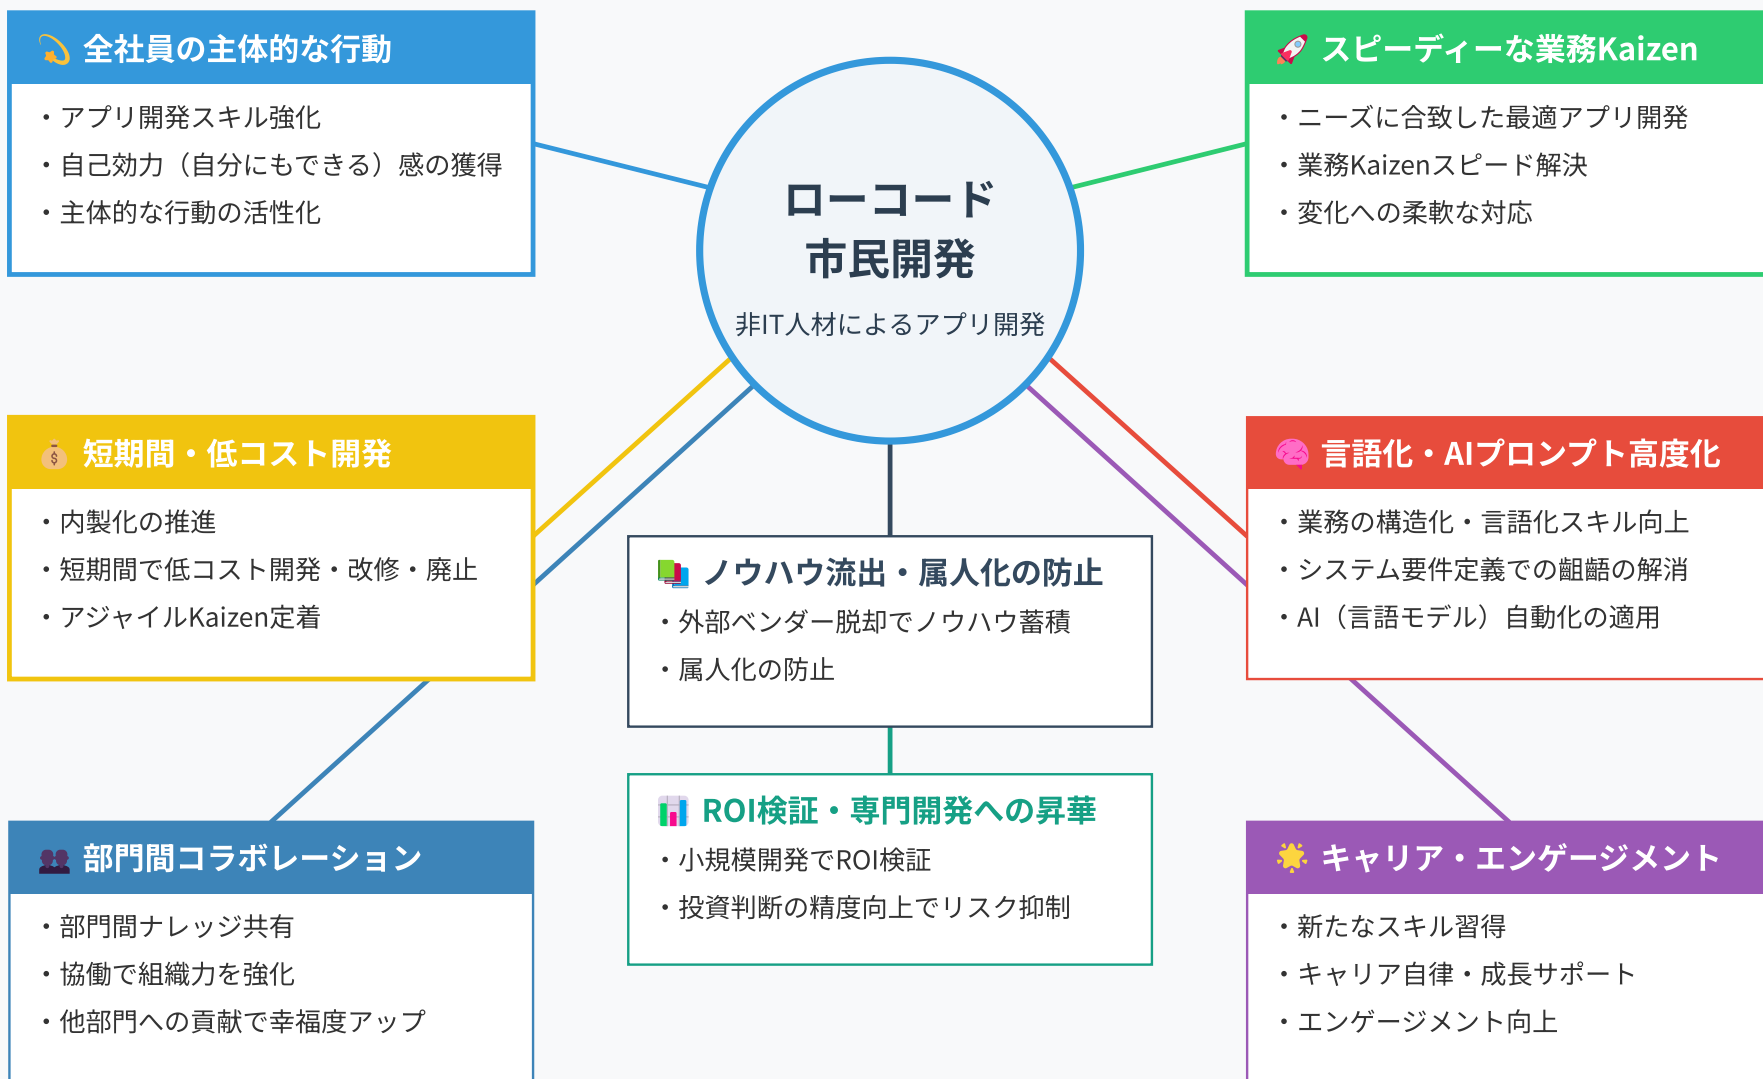 全社員の主体的な行動
・アプリ開発スキル強化
・自己効力（自分にもできる）感の獲得
・主体的な行動の活性化
ローコード
市民開発
非IT人材によるアプリ開発
スピーディーな業務Kaizen
・ニーズに合致した最適アプリ開発
・業務Kaizenスピード解決
・変化への柔軟な対応
短期間・低コスト開発
・内製化の推進
・短期間で低コスト開発・改修・廃止
・アジャイルKaizen定着
ノウハウ流出・属人化の防止
・外部ベンダー脱却でノウハウ蓄積
・属人化の防止
言語化・AIプロンプト高度化
・業務の構造化・言語化スキル向上
・システム要件定義での齟齬の解消
・AI（言語モデル）自動化の適用
部門間コラボレーション
・部門間ナレッジ共有
・協働で組織力を強化
・他部門への貢献で幸福度アップ
ROI検証・専門開発への昇華
・小規模開発でROI検証
・投資判断の精度向上でリスク抑制
キャリア・エンゲージメント
・新たなスキル習得
・キャリア自律・成長サポート
・エンゲージメント向上